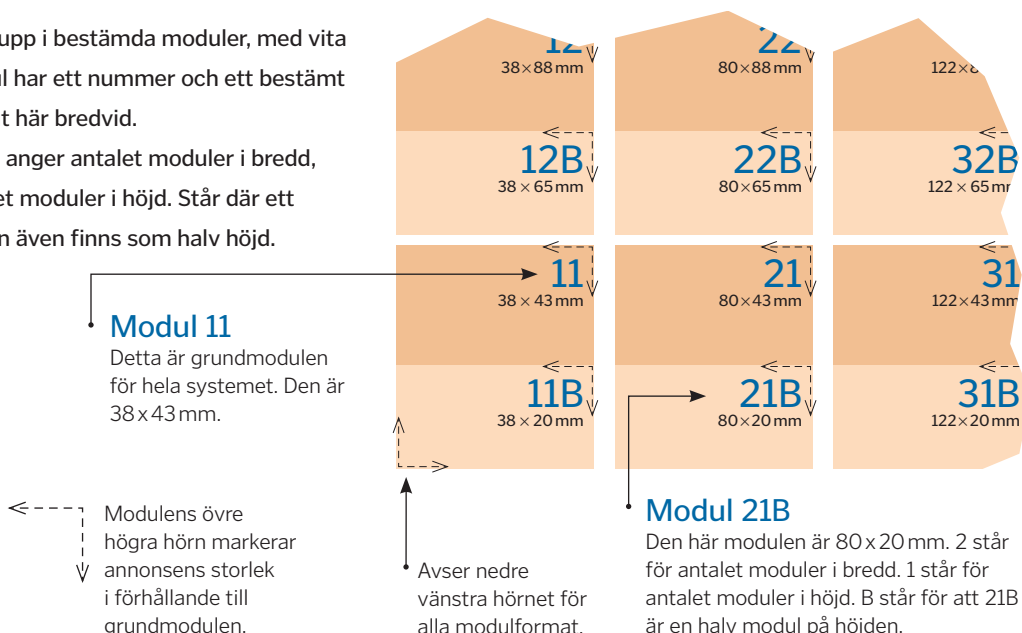 upp i bestämda moduler, med vita
l har ett nummer och ett bestämt
t här bredvid.
anger antalet moduler i bredd,
et moduler i höjd. Står där ett
n även finns som halv höjd.
12
38×88 mm
22
80×88 mm
122×8
12B
38 × 65 mm
22B
80×65 mm
32B
122 × 65 mm
11
38 × 43 mm
21
80×43 mm
31
122×43 mm
11B
38 × 20 mm
21B
80×20 mm
31B
122×20 mm
Modul 11
Detta är grundmodulen
för hela systemet. Den är
38 x 43 mm.
Modulens övre
högra hörn markerar
annonsens storlek
i förhållande till
grundmodulen.
Avser nedre
vänstra hörnet för
alla modulformat.
Modul 21B
Den här modulen är 80 x 20 mm. 2 står
för antalet moduler i bredd. 1 står för
antalet moduler i höjd. B står för att 21B
är en halv modul på höjden.